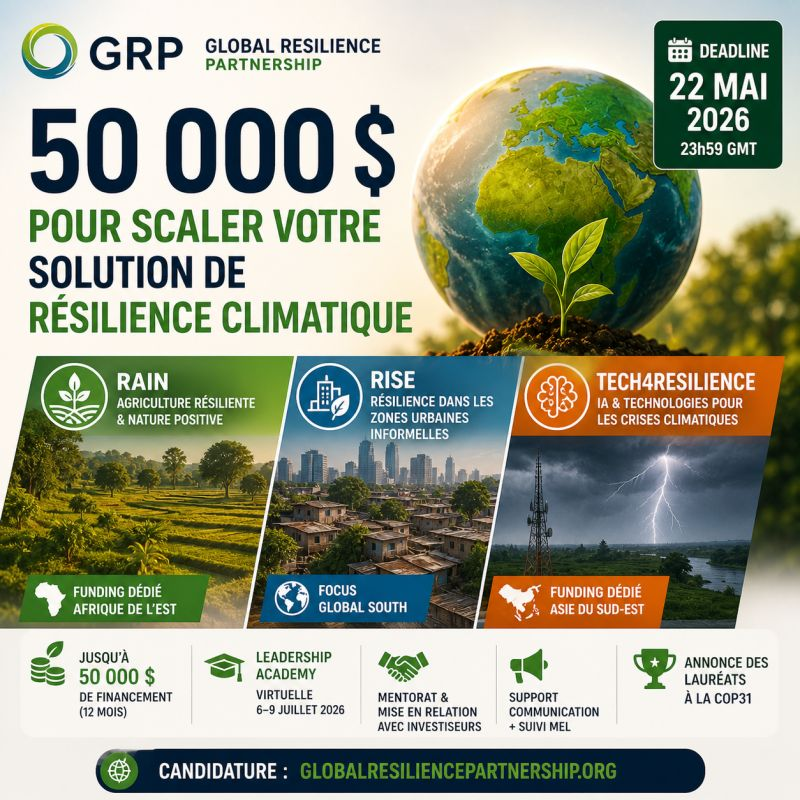 GRP
GLOBAL RESILIENCE
PARTNERSHIP
DEADLINE
22 MAI
2026
23h59 GMT
50 000 $
POUR SCALER VOTRE
SOLUTION DE
RÉSILIENCE CLIMATIQUE
RAIN
AGRICULTURE RÉSILIENTE
& NATURE POSITIVE
FUNDING DÉDIÉ
AFRIQUE DE L'EST
RISE
RÉSILIENCE DANS LES
ZONES URBAINES
INFORMELLES
FOCUS
GLOBAL SOUTH
TECH4RESILIENCE
IA & TECHNOLOGIES POUR
LES CRISES CLIMATIQUES
FUNDING DÉDIÉ
ASIE DU SUD-EST
JUSQU'À
50 000 $
DE FINANCEMENT
(12 MOIS)
LEADERSHIP
ACADEMY
VIRTUELLE
6–9 JUILLET 2026
MENTORAT &
MISE EN RELATION
AVEC INVESTISEURS
SUPPORT
COMMUNICATION
+ SUIVI MEL
ANNONCE DES
LAURÉATS
À LA COP31
CANDIDATURE : GLOBALRESILIENCEPARTNERSHIP.ORG